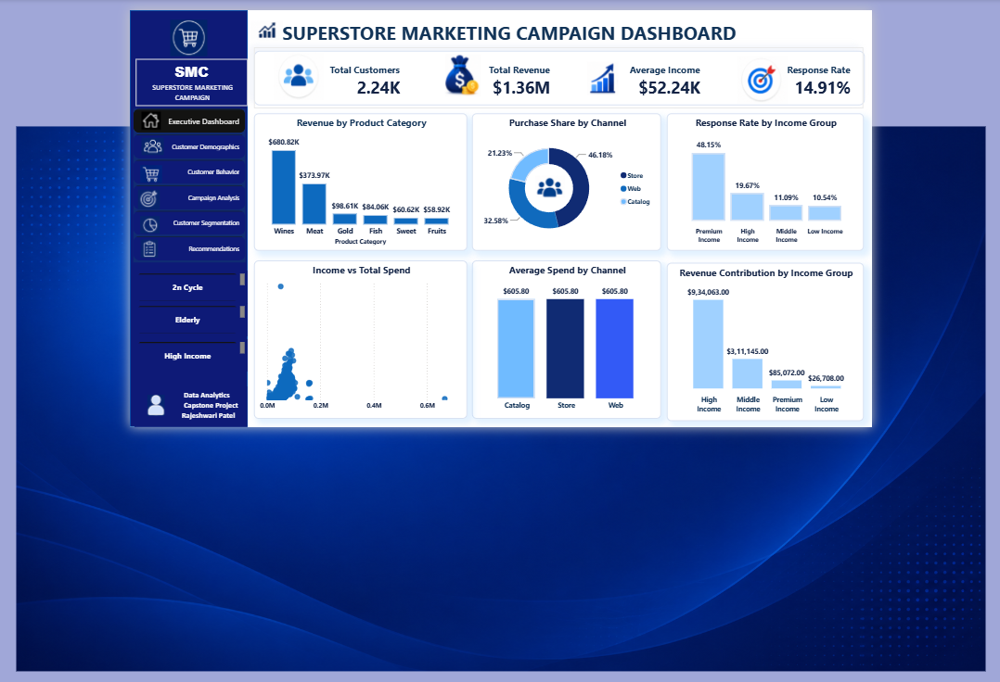 SMC
SUPERSTORE MARKETING
CAMPAIGN
Executive Dashboard
Customer Demographics
Customer Behavior
Campaign Analysis
Customer Segmentation
Recommendations
2n Cycle
Elderly
High Income
Data Analytics
Capstone Project
Rajeshwari Patel
SUPERSTORE MARKETING CAMPAIGN DASHBOARD
Total Customers
2.24K
Total Revenue
$1.36M
Average Income
$52.24K
Response Rate
14.91%
Revenue by Product Category
$680.82K
$373.97K
$98.61K
$84.06K
$60.62K
$58.92K
Wines
Meat
Gold
Fish
Sweet
Fruits
Product Category
Purchase Share by Channel
21.23%
46.18%
32.58%
Store
Web
Catalog
Response Rate by Income Group
48.15%
19.67%
11.09%
10.54%
Premium
Income
High
Income
Middle
Income
Low Income
Income vs Total Spend
0.0M
0.2M
0.4M
0.6M
Average Spend by Channel
$605.80
$605.80
$605.80
Catalog
Store
Web
Revenue Contribution by Income Group
$9,34,063.00
$3,11,145.00
$85,072.00
$26,708.00
High
Income
Middle
Income
Premium
Income
Low
Income